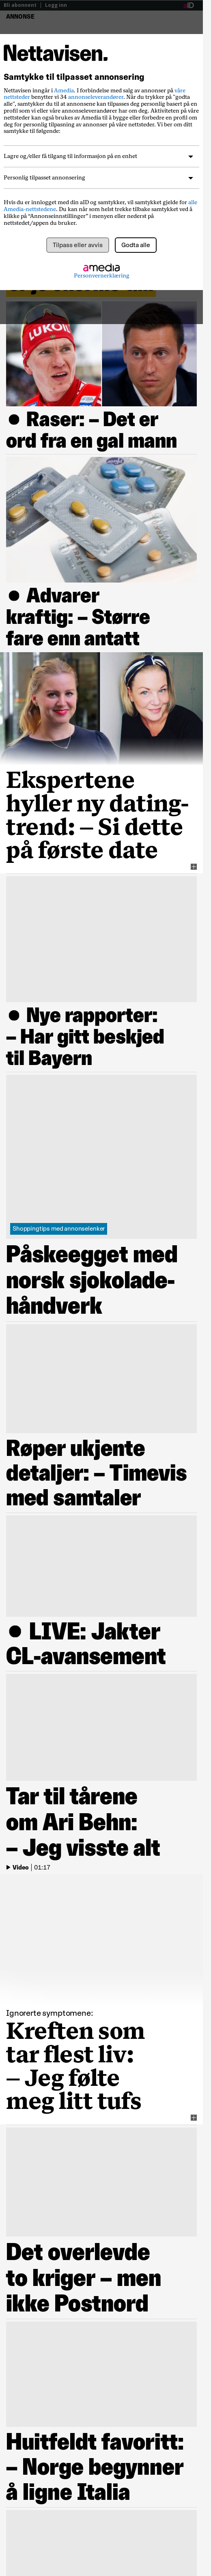 Bli abonnent | Logg inn
ANNONSE
Nettavisen.
Samtykke til tilpasset annonsering
Nettavisen inngår i Amedia. I forbindelse med salg av annonser på våre
nettsteder benytter vi 34 annonseleverandører. Når du trykker på "godta
alle", samtykker du til at annonsene kan tilpasses deg personlig basert på en
profil som vi eller våre annonseleverandører har om deg. Aktiviteten på våre
nettsteder kan også brukes av Amedia til å bygge eller forbedre en profil om
deg for personlig tilpasning av annonser på våre nettsteder. Vi ber om ditt
samtykke til følgende:
Lagre og/eller få tilgang til informasjon på en enhet
Personlig tilpasset annonsering
Hvis du er innlogget med din aID og samtykker, vil samtykket gjelde for alle
Amedia-nettstedene. Du kan når som helst trekke tilbake samtykket ved å
klikke på “Annonseinnstillinger” i menyen eller nederst på
nettstedet/appen du bruker.
Tilpass eller avvis
Godta alle
amedia
Personvernerklæring
● Raser: – Det er
ord fra en gal mann
● Advarer
kraftig: – Større
fare enn antatt
Ekspertene
hyller ny dating-
trend: – Si dette
på første date
● Nye rapporter:
– Har gitt beskjed
til Bayern
Shoppingtips med annonselenker
Påskeegget med
norsk sjokolade-
håndverk
Røper ukjente
detaljer: – Timevis
med samtaler
● LIVE: Jakter
CL-avansement
Tar til tårene
om Ari Behn:
– Jeg visste alt
Video | 01:17
Ignorerte symptomene:
Kreften som
tar flest liv:
– Jeg følte
meg litt tufs
Det overlevde
to kriger – men
ikke Postnord
Huitfeldt favoritt:
– Norge begynner
å ligne Italia